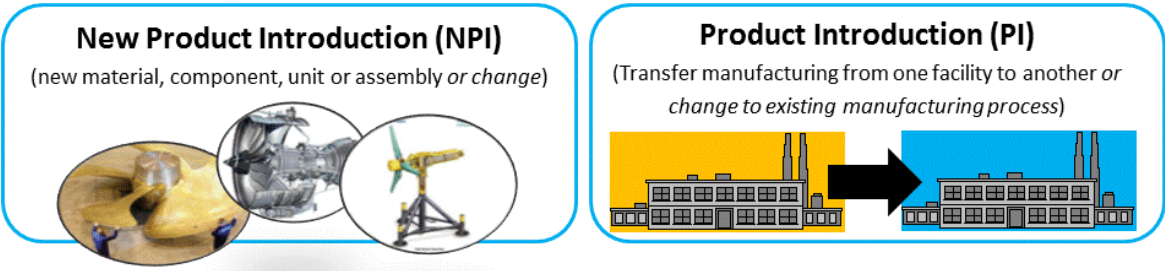 New Product Introduction (NPI)
(new material, component, unit or assembly or change)
Product Introduction (PI)
(Transfer manufacturing from one facility to another or
change to existing manufacturing process)